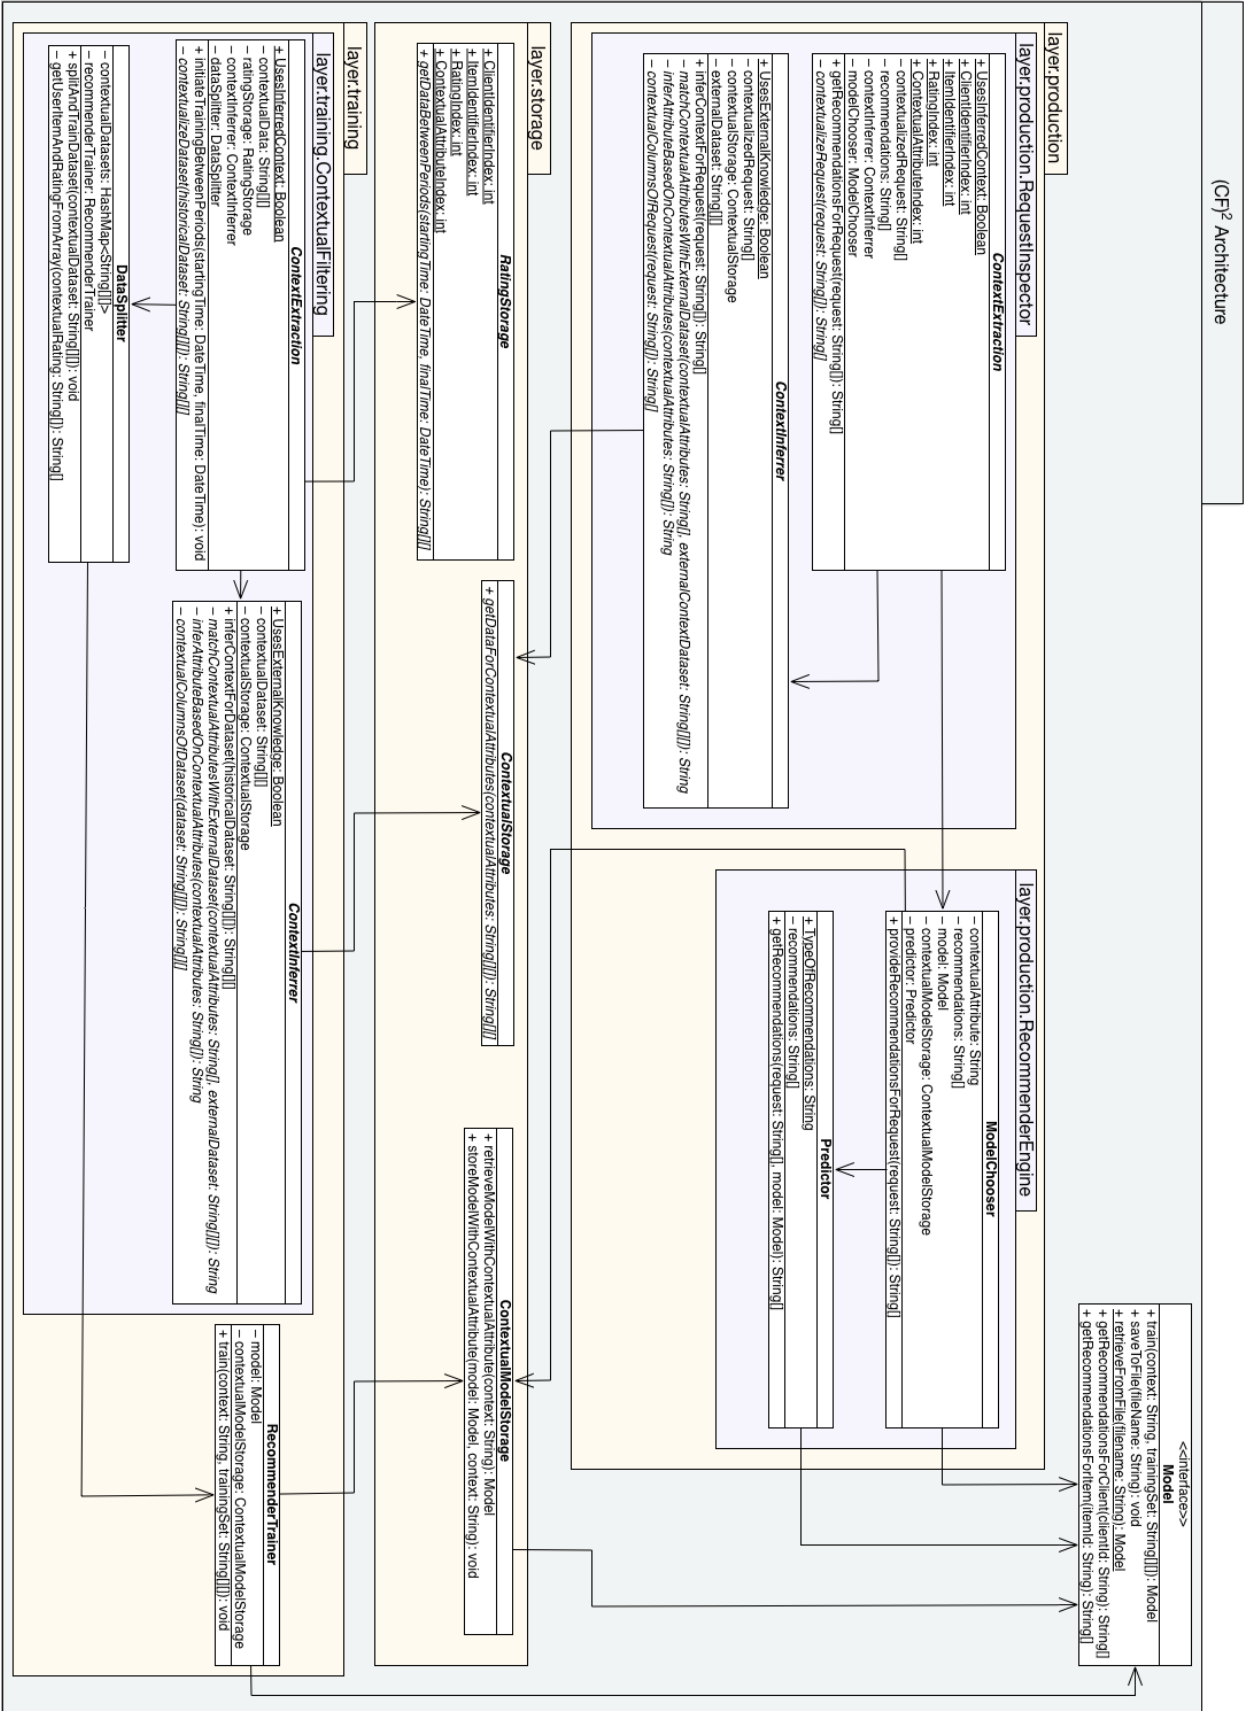 (CF)² Architecture
layer.production
layer.production.RequestInspector
ContextExtraction
+ UsesInferredContext: Boolean
+ ClientIdentifierIndex: int
+ ItemIdentifierIndex: int
+ RatingIndex: int
+ ContextualAttributeIndex: int
− contextualizedRequest: String[]
− recommendations: String[]
− contextInferrer: ContextInferrer
− modelChooser: ModelChooser
+ getRecommendationsForRequest(request: String[]): String[]
− contextualizeRequest(request: String[]): String[]
ContextInferrer
+ UsesExternalKnowledge: Boolean
− contextualizedRequest: String[]
− contextualStorage: ContextualStorage
− externalDataset: String[][]
+ inferContextForRequest(request: String[]): String[]
− matchContextualAttributesWithExternalDataset(contextualAttributes: String[], externalContextDataset: String[][]): String
− inferAttributeBasedOnContextualAttributes(contextualAttributes: String[]): String
− contextualColumnsOfRequest(request: String[]): String[]
layer.production.RecommenderEngine
ModelChooser
− contextualAttribute: String
− recommendations: String[]
− model: Model
− contextualModelStorage: ContextualModelStorage
− predictor: Predictor
+ provideRecommendationsForRequest(request: String[]): String[]
Predictor
+ TypeOfRecommendations: String
− recommendations: String[]
+ getRecommendations(request: String[], model: Model): String[]
<<interface>>
Model
+ train(context: String, trainingSet: String[][]): Model
+ saveToFile(fileName: String): void
+ retrieveFromFile(filename: String): Model
+ getRecommendationsForClient(clientId: String): String[]
+ getRecommendationsForItem(itemId: String): String[]
layer.storage
RatingStorage
+ ClientIdentifierIndex: int
+ ItemIdentifierIndex: int
+ RatingIndex: int
+ ContextualAttributeIndex: int
+ getDataBetweenPeriods(startingTime: DateTime, finalTime: DateTime): String[][]
ContextualStorage
+ getDataForContextualAttributes(contextualAttributes: String[][]): String[][]
ContextualModelStorage
+ retrieveModelWithContextualAttribute(context: String): Model
+ storeModelWithContextualAttribute(model: Model, context: String): void
layer.training
layer.training.ContextualFiltering
ContextExtraction
+ UsesInferredContext: Boolean
− contextualData: String[][]
− ratingStorage: RatingStorage
− contextInferrer: ContextInferrer
− dataSplitter: DataSplitter
+ initiateTrainingBetweenPeriods(startingTime: DateTime, finalTime: DateTime): void
− contextualizeDataset(historicalDataset: String[][]): String[][]
DataSplitter
− contextualDatasets: HashMap<String[][]>
− recommenderTrainer: RecommenderTrainer
+ splitAndTrainDataset(contextualDataset: String[][]): void
− getUserItemAndRatingFromArray(contextualRating: String[]): String[]
ContextInferrer
+ UsesExternalKnowledge: Boolean
− contextualDataset: String[][]
− contextualStorage: ContextualStorage
+ inferContextForDataset(historicalDataset: String[][]): String[][]
− matchContextualAttributesWithExternalDataset(contextualAttributes: String[], externalDataset: String[][]): String
− inferAttributeBasedOnContextualAttributes(contextualAttributes: String[]): String
− contextualColumnsOfDataset(dataset: String[][]): String[][]
RecommenderTrainer
− model: Model
− contextualModelStorage: ContextualModelStorage
+ train(context: String, trainingSet: String[][]): void